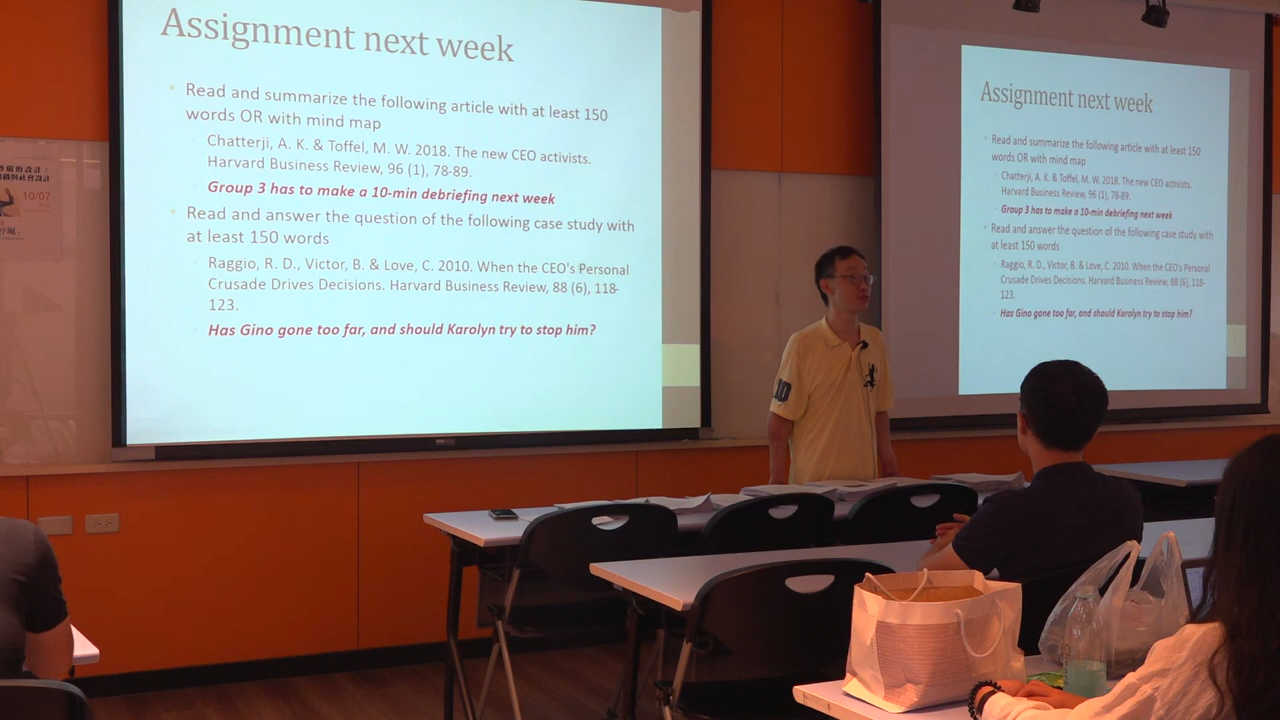 Assignment next week
Read and summarize the following article with at least 150
words OR with mind map
Chatterji, A. K. & Toffel, M. W. 2018. The new CEO activists.
Harvard Business Review, 96 (1), 78-89.
Group 3 has to make a 10-min debriefing next week
Read and answer the question of the following case study with
at least 150 words
Raggio, R. D., Victor, B. & Love, C. 2010. When the CEO's Personal
Crusade Drives Decisions. Harvard Business Review, 88 (6), 118-
123.
Has Gino gone too far, and should Karolyn try to stop him?
Assignment next week
Read and summarize the following article with at least 150
words OR with mind map
Chatterji, A. K. & Toffel, M. W. 2018. The new CEO activists.
Harvard Business Review, 96 (1), 78-89.
Group 3 has to make a 10-min debriefing next week
Read and answer the question of the following case study with
at least 150 words
Raggio, R. D., Victor, B. & Love, C. 2010. When the CEO's Personal
Crusade Drives Decisions. Harvard Business Review, 88 (6), 118-
123.
Has Gino gone too far, and should Karolyn try to stop him?
的設計:
與社會設計
10/07